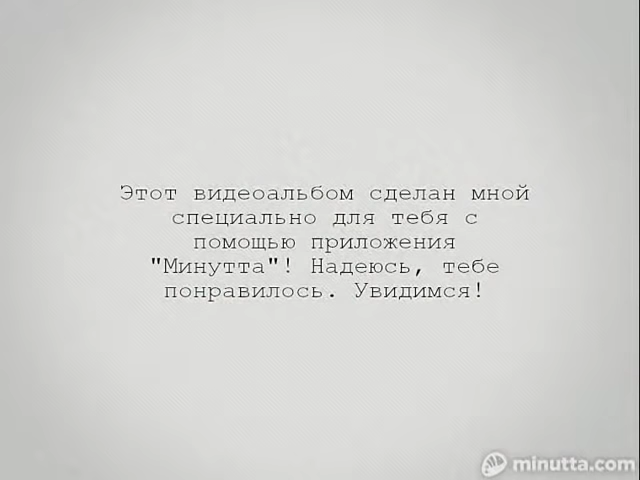 Этот видеоальбом сделан мной
специально для тебя с
помощью приложения
"Минутта"! Надеюсь, тебе
понравилось. Увидимся!
minutta.com